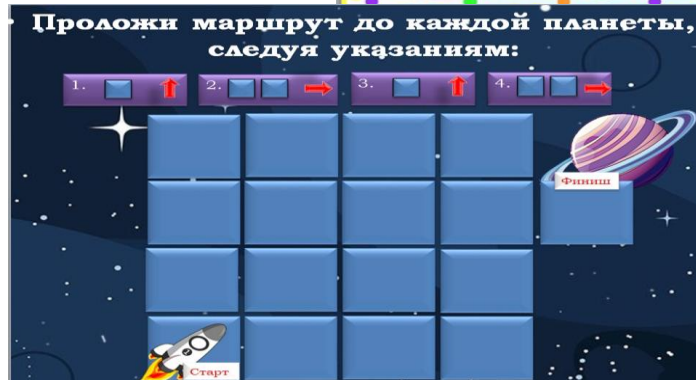 Проложи маршрут до каждой планеты,
следуя указаниям:
1. 2. 3. 4.
Финиш
Старт